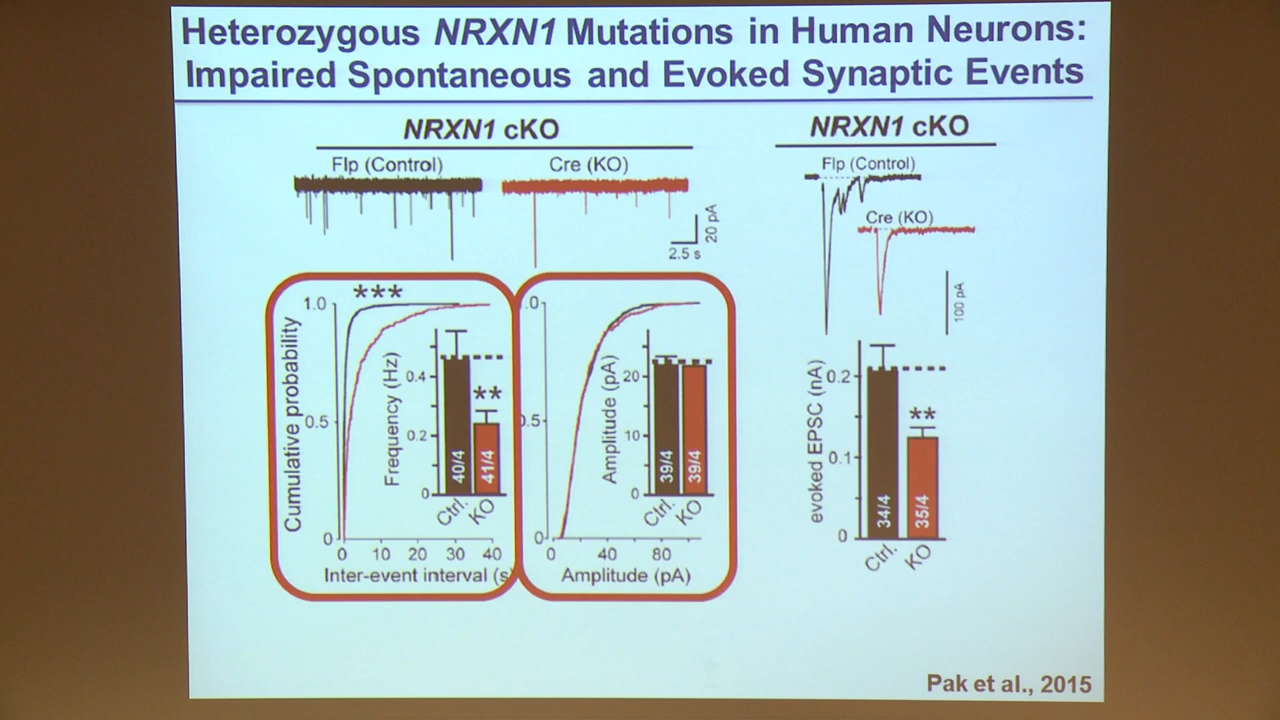 Heterozygous NRXN1 Mutations in Human Neurons:
Impaired Spontaneous and Evoked Synaptic Events
NRXN1 cKO
Flp (Control)
Cre (KO)
20 pA
2.5 s
NRXN1 cKO
Flp (Control)
Cre (KO)
100 pA
Cumulative probability
1.0
0.5
0
***
0 10 20 30 40
Inter-event interval (s
Frequency (Hz)
0.4
0.2
0
**
40/4
41/4
Ctrl.
KO
.0
0.5
0
0 40 80
Amplitude (pA)
Amplitude (pA)
20
10
0
39/4
39/4
Ctrl.
KO
evoked EPSC (nA)
0.2
0.1
0
**
34/4
35/4
Ctrl.
KO
Pak et al., 2015